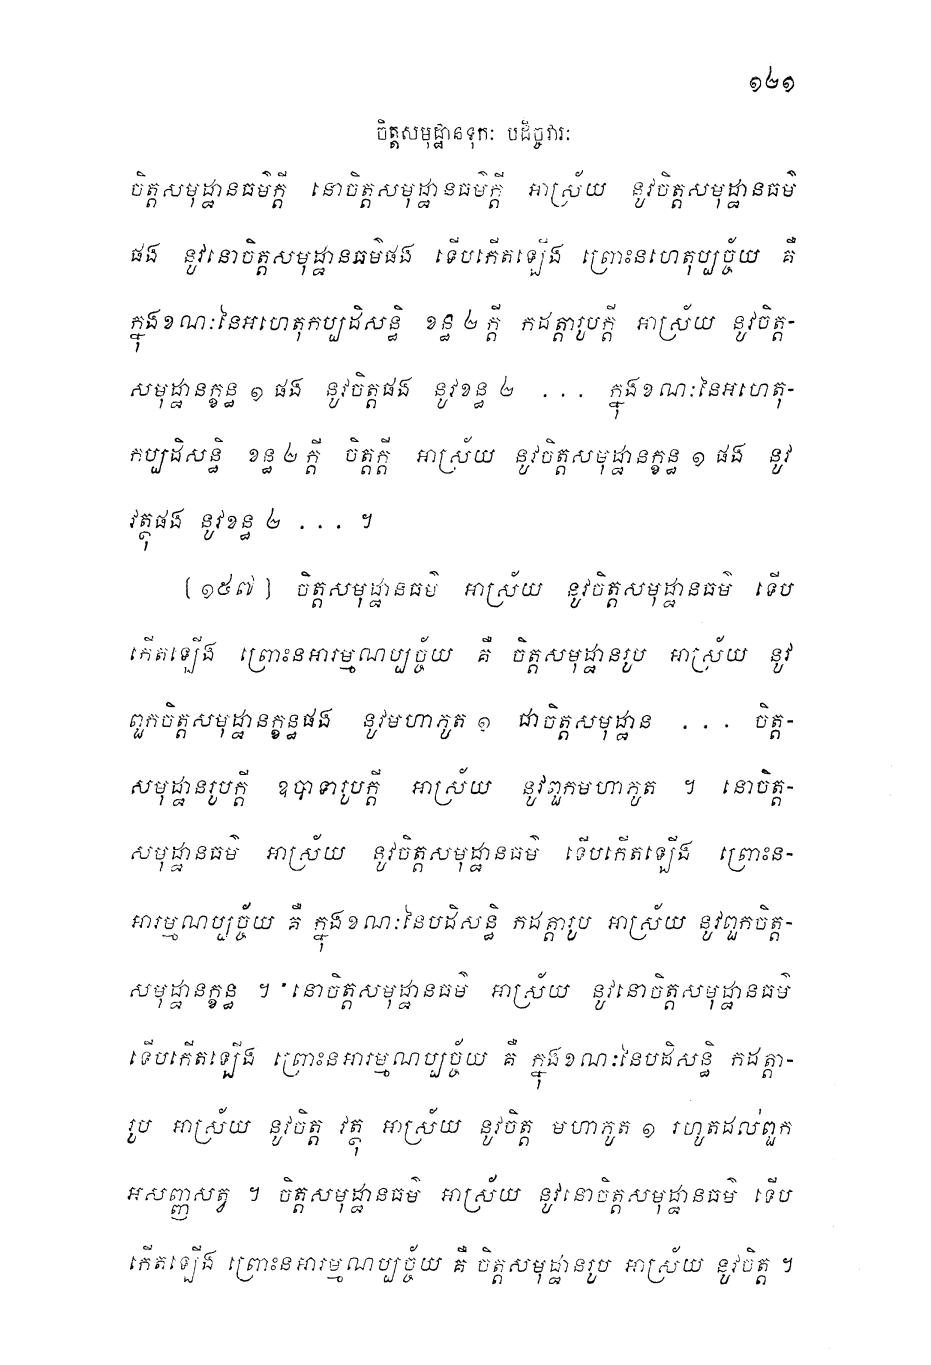 ១២១
ចិត្តសមុដ្ឋានទុកៈ បដិច្ចវារៈ
ចិត្តសមុដ្ឋានធម៌ក្តី នោចិត្តសមុដ្ឋានធម៌ក្តី អាស្រ័យ នូវចិត្តសមុដ្ឋានធម៌
ផង នូវនោចិត្តសមុដ្ឋានធម៌ផង ទើបកើតឡើង ព្រោះនហេតុប្បច្ច័យ គឺ
ក្នុងខណៈនៃអហេតុកប្បដិសន្ធិ ខន្ធ ២ ក្តី កដត្តារូបក្តី អាស្រ័យ នូវចិត្ត-
សមុដ្ឋានក្ខន្ធ ១ ផង នូវចិត្តផង នូវខន្ធ ២ ... ក្នុងខណៈនៃអហេតុ-
កប្បដិសន្ធិ ខន្ធ ២ ក្តី ចិត្តក្តី អាស្រ័យ នូវចិត្តសមុដ្ឋានក្ខន្ធ ១ ផង នូវ
វត្ថុផង នូវខន្ធ ២ ... ។
[១៥៧] ចិត្តសមុដ្ឋានធម៌ អាស្រ័យ នូវចិត្តសមុដ្ឋានធម៌ ទើប
កើតឡើង ព្រោះនអារម្មណប្បច្ច័យ គឺ ចិត្តសមុដ្ឋានរូប អាស្រ័យ នូវ
ពួកចិត្តសមុដ្ឋានក្ខន្ធផង នូវមហាភូត ១ ជាចិត្តសមុដ្ឋាន ... ចិត្ត-
សមុដ្ឋានរូបក្តី ឧបាទារូបក្តី អាស្រ័យ នូវពួកមហាភូត ។ នោចិត្ត-
សមុដ្ឋានធម៌ អាស្រ័យ នូវចិត្តសមុដ្ឋានធម៌ ទើបកើតឡើង ព្រោះន-
អារម្មណប្បច្ច័យ គឺ ក្នុងខណៈនៃបដិសន្ធិ កដត្តារូប អាស្រ័យ នូវពួកចិត្ត-
សមុដ្ឋានក្ខន្ធ ។ នោចិត្តសមុដ្ឋានធម៌ អាស្រ័យ នូវនោចិត្តសមុដ្ឋានធម៌
ទើបកើតឡើង ព្រោះនអារម្មណប្បច្ច័យ គឺ ក្នុងខណៈនៃបដិសន្ធិ កដត្តា-
រូប អាស្រ័យ នូវចិត្ត វត្ថុ អាស្រ័យ នូវចិត្ត មហាភូត ១ រហូតដល់ពួក
អសញ្ញសត្វ ។ ចិត្តសមុដ្ឋានធម៌ អាស្រ័យ នូវនោចិត្តសមុដ្ឋានធម៌ ទើប
កើតឡើង ព្រោះនអារម្មណប្បច្ច័យ គឺ ចិត្តសមុដ្ឋានរូប អាស្រ័យ នូវចិត្ត ។